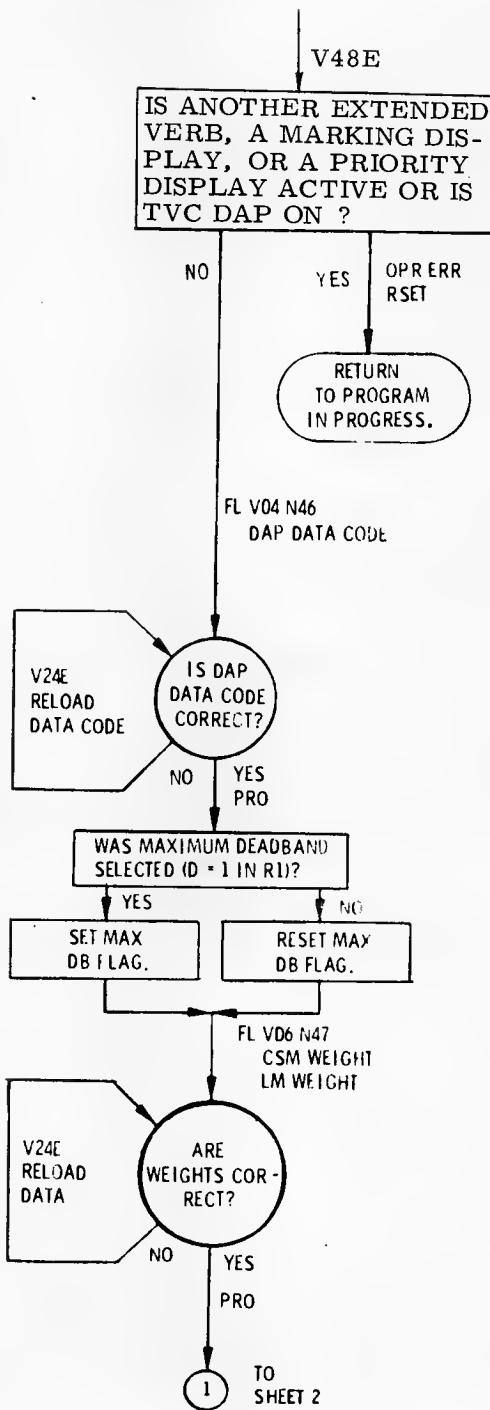 V48E
IS ANOTHER EXTENDED
VERB, A MARKING DIS-
PLAY, OR A PRIORITY
DISPLAY ACTIVE OR IS
TVC DAP ON ?
NO
YES
OPR ERR
RSET
RETURN
TO PROGRAM
IN PROGRESS.
FL V04 N46
DAP DATA CODE
V24E
RELOAD
DATA CODE
IS DAP
DATA CODE
CORRECT?
NO
YES
PRO
WAS MAXIMUM DEADBAND
SELECTED (D = 1 IN R1)?
YES
NO
SET MAX
DB FLAG.
RESET MAX
DB FLAG.
FL V06 N47
CSM WEIGHT
LM WEIGHT
V24E
RELOAD
DATA
ARE
WEIGHTS COR-
RECT?
NO
YES
PRO
1
TO
SHEET 2